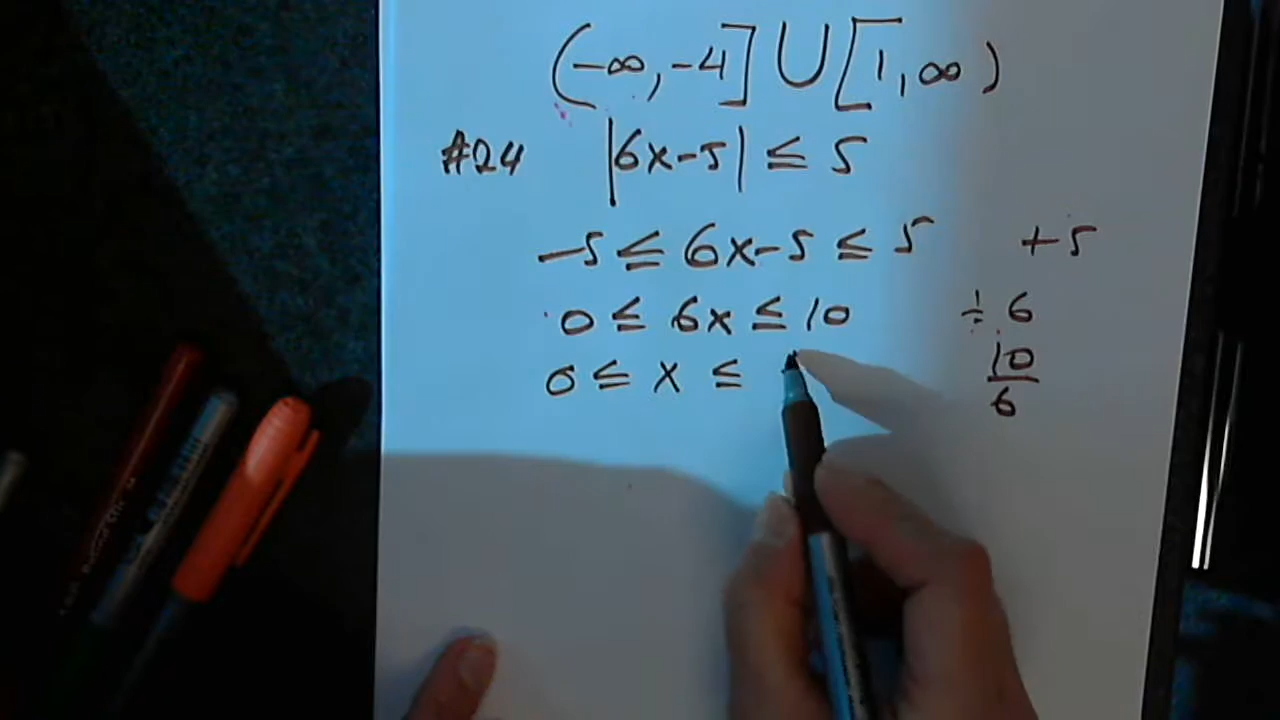 (-∞, -4] ∪ [1, ∞)
#24 |6x-5| ≤ 5
-5 ≤ 6x-5 ≤ 5 +5
0 ≤ 6x ≤ 10 ÷ 6
0 ≤ x ≤ 10
6